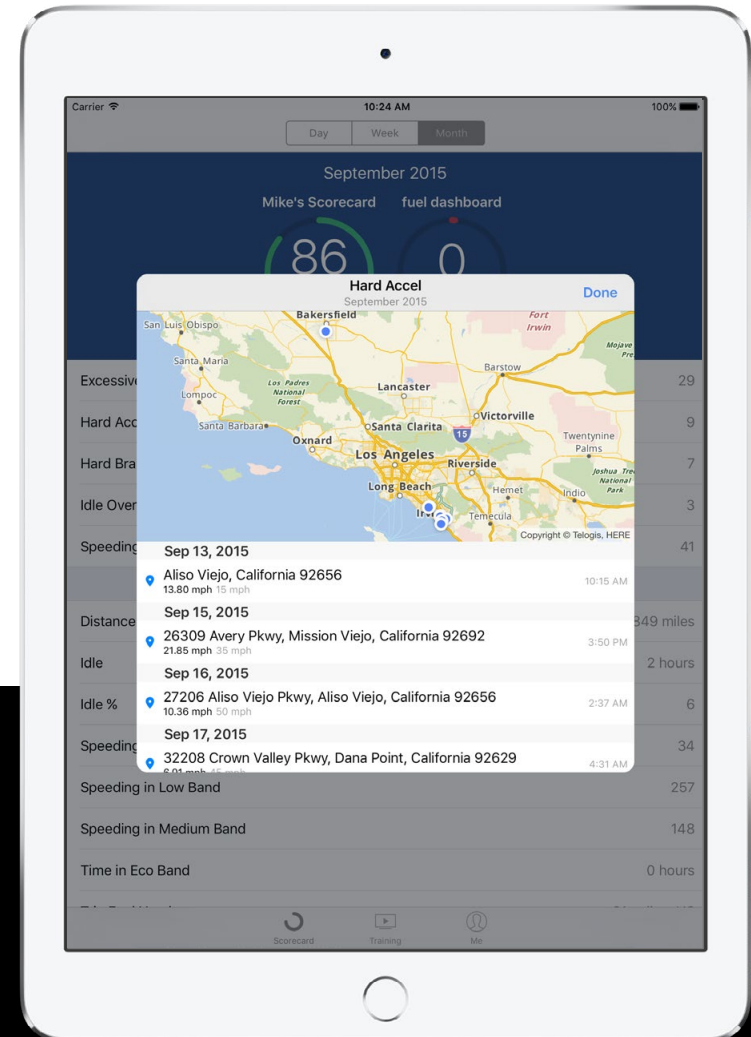 Carrier 10:24 AM 100%
Day Week Month
September 2015
Mike's Scorecard fuel dashboard
86 0
Hard Accel Done
September 2015
Bakersfield
Fort
San Luis Obispo Irwin
Mojave
Santa Maria
Barstow
Los Padres
National
Forest
Lompoc Lancaster
Victorville
Santa Barbara Santa Clarita
15
Oxnard Twentynine
Palms
Los Angeles
Riverside
Joshua Tre
National
Park
Long Beach Hemet Indio
Temecula
Copyright © Telogis, HERE
Sep 13, 2015
Aliso Viejo, California 92656 10:15 AM
13.80 mph 15 mph
Sep 15, 2015
26309 Avery Pkwy, Mission Viejo, California 92692 3:50 PM
21.85 mph 35 mph
Sep 16, 2015
27206 Aliso Viejo Pkwy, Aliso Viejo, California 92656 2:37 AM
10.36 mph 50 mph
Sep 17, 2015
32208 Crown Valley Pkwy, Dana Point, California 92629 4:31 AM
Excessive 29
Hard Acc 9
Hard Bra 7
Idle Over 3
Speeding 41
Distance 849 miles
Idle 2 hours
Idle % 6
Speeding 34
Speeding in Low Band 257
Speeding in Medium Band 148
Time in Eco Band 0 hours
Scorecard Training Me